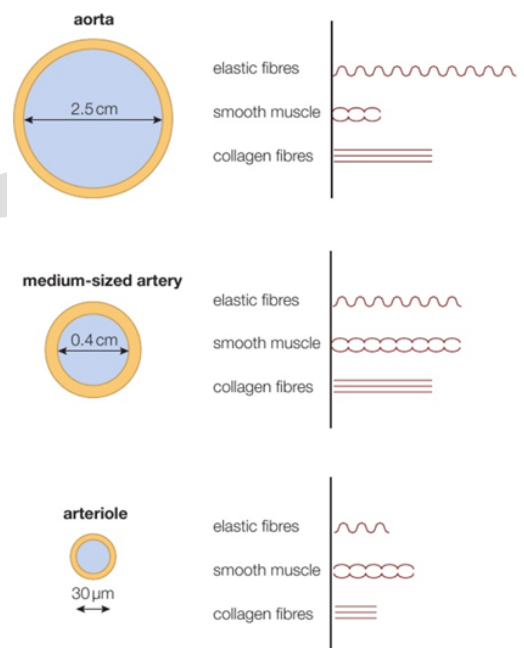 aorta
2.5 cm
elastic fibres
smooth muscle
collagen fibres
medium-sized artery
0.4 cm
elastic fibres
smooth muscle
collagen fibres
arteriole
30 μm
elastic fibres
smooth muscle
collagen fibres